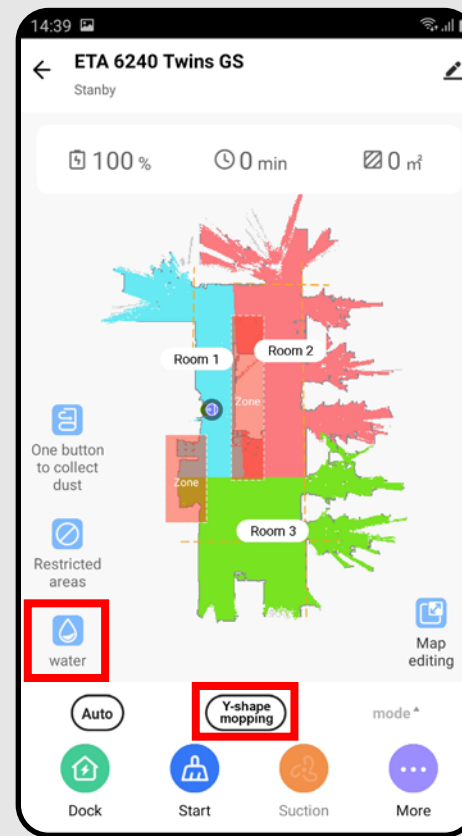 14:39
ETA 6240 Twins GS
Stanby
100 %
0 min
0 ㎡
Room 1
Room 2
Zone
One button
to collect
dust
Zone
Room 3
Restricted
areas
water
Map
editing
Auto
Y-shape
mopping
mode
Dock
Start
Suction
More